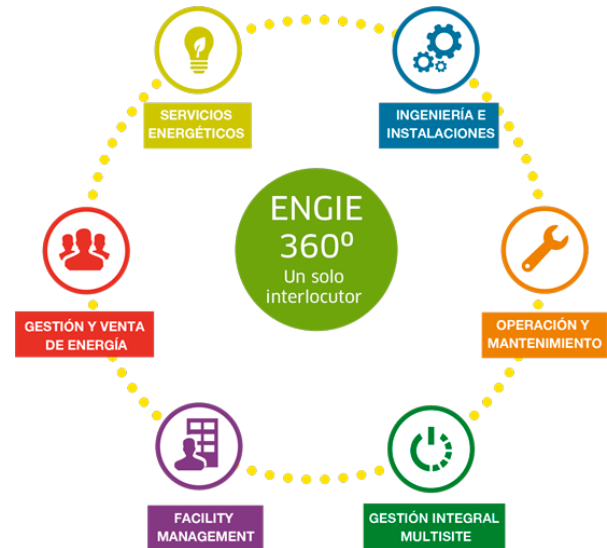 SERVICIOS
ENERGÉTICOS
INGENIERÍA E
INSTALACIONES
ENGIE
360º
Un solo
interlocutor
GESTIÓN Y VENTA
DE ENERGÍA
OPERACIÓN Y
MANTENIMIENTO
FACILITY
MANAGEMENT
GESTIÓN INTEGRAL
MULTISITE